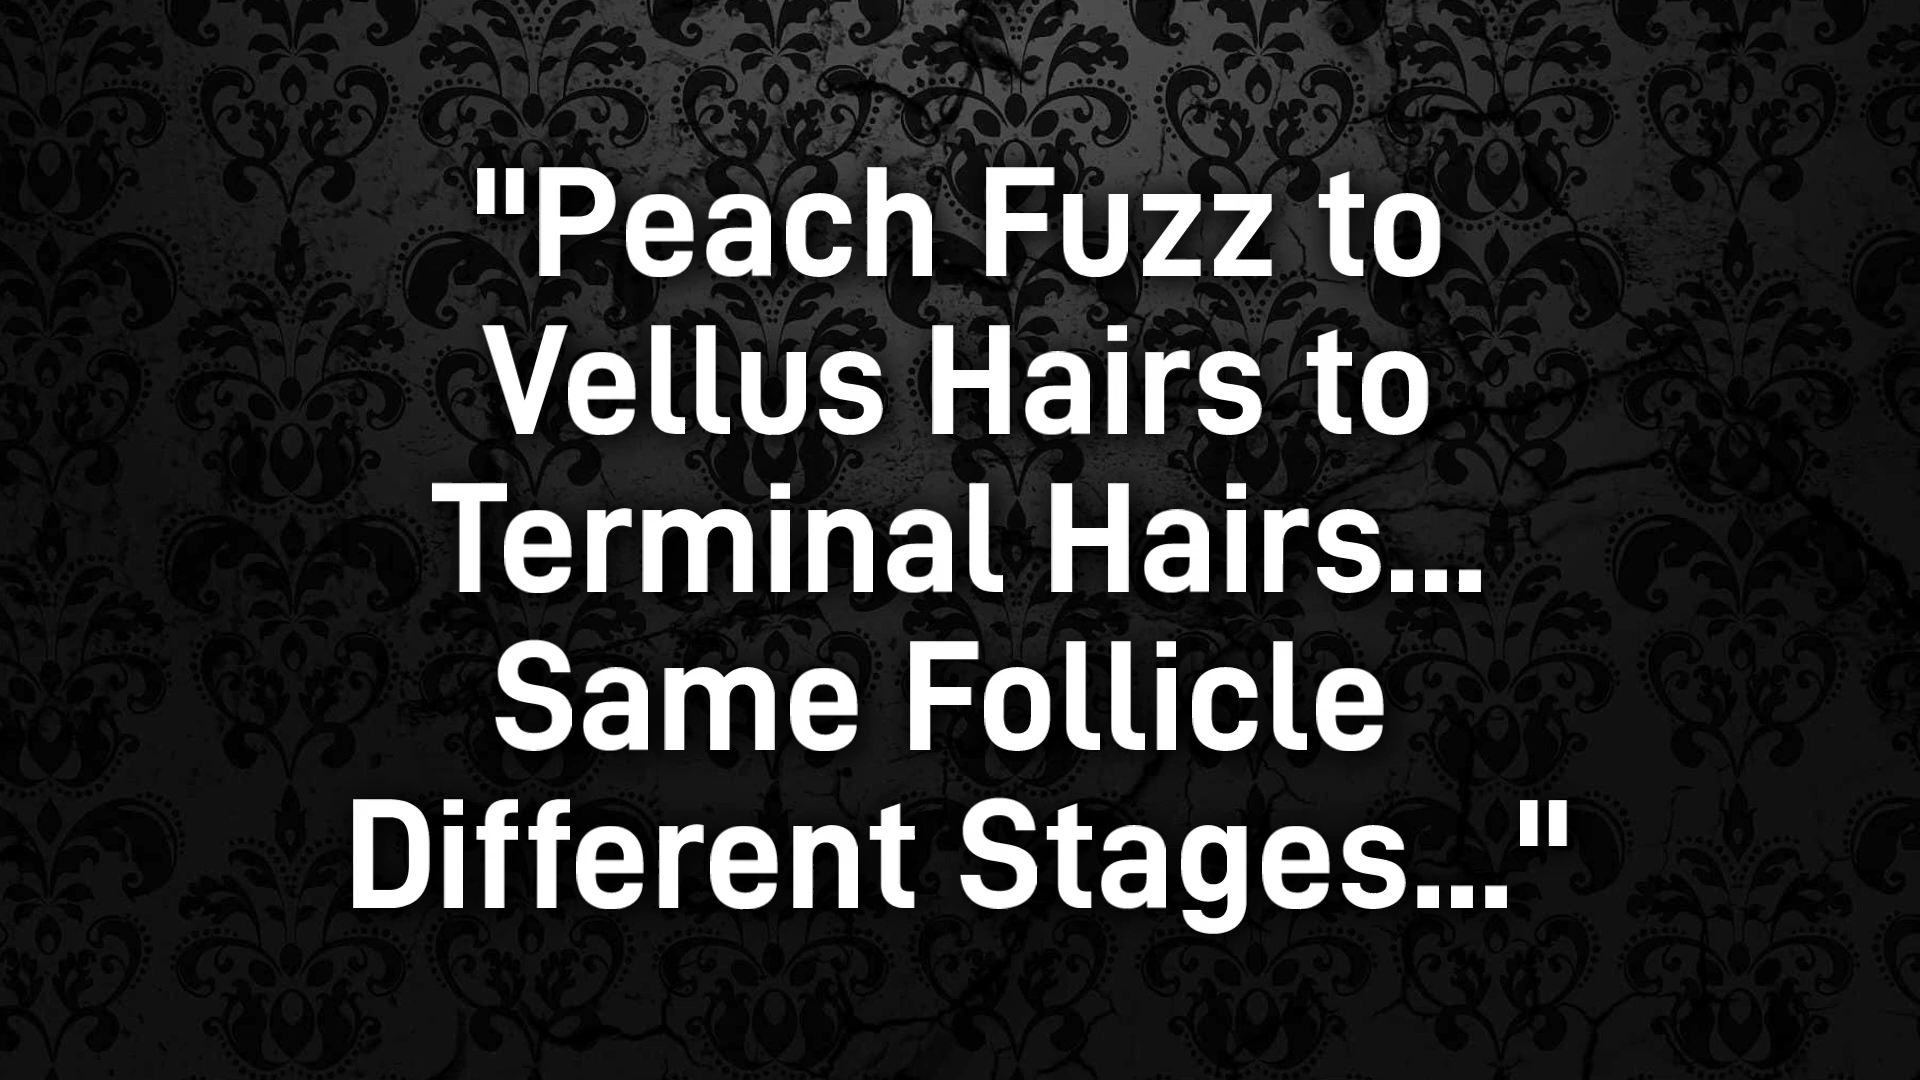 "Peach Fuzz to
Vellus Hairs to
Terminal Hairs...
Same Follicle
Different Stages..."